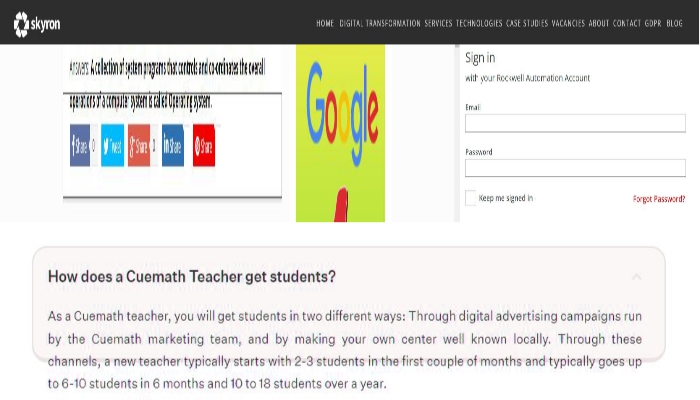 skyron
HOME DIGITAL TRANSFORMATION SERVICES TECHNOLOGIES CASE STUDIES VACANCIES ABOUT CONTACT GDPR BLOG
Answers: A collection of system programs that controls and co-ordinates the overall
operations of a computer system is called Operating system.
f Share 0 Tweet g+ Share 0 in Share Share
Google
Sign in
with your Rockwell Automation Account
Email
Password
Keep me signed in
Forgot Password?
How does a Cuemath Teacher get students?
As a Cuemath teacher, you will get students in two different ways: Through digital advertising campaigns run
by the Cuemath marketing team, and by making your own center well known locally. Through these
channels, a new teacher typically starts with 2-3 students in the first couple of months and typically goes up
to 6-10 students in 6 months and 10 to 18 students over a year.